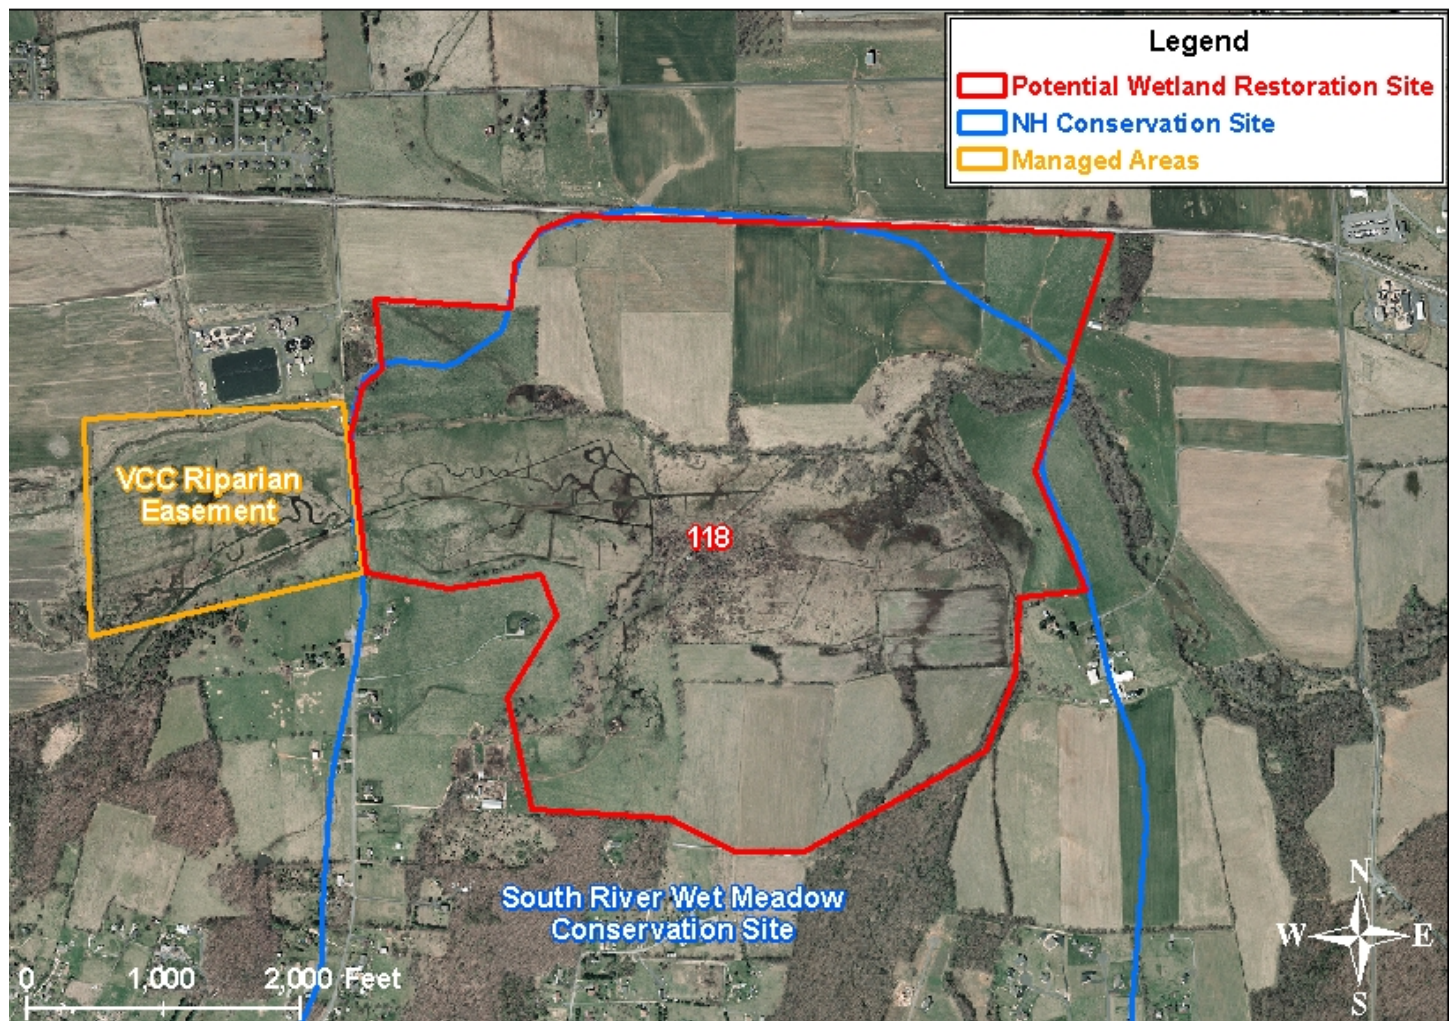 Legend
Potential Wetland Restoration Site
NH Conservation Site
Managed Areas
VCC Riparian
Easement
118
South River Wet Meadow
Conservation Site
N
W E
S
0 1,000 2,000 Feet